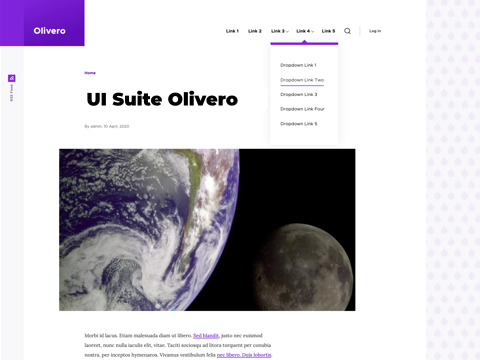 Olivero
Link 1 Link 2 Link 3 Link 4 Link 5 Log in
Dropdown Link 1
Dropdown Link Two
Dropdown Link 3
Dropdown Link Four
Dropdown Link 5
RSS Feed
Home
UI Suite Olivero
By admin, 10 April, 2020
Morbi id lacus. Etiam malesuada diam ut libero. Sed blandit, justo nec euismod
laoreet, nunc nulla iaculis elit, vitae. Taciti sociosqu ad litora torquent per conubia
nostra, per inceptos hymenaeos. Vivamus vestibulum felis nec libero. Duis lobortis